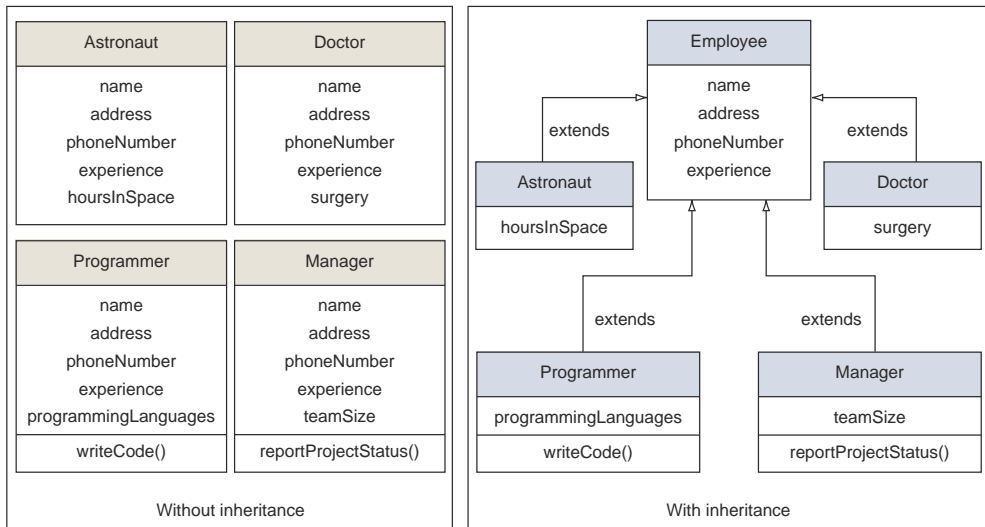 Astronaut
name
address
phoneNumber
experience
hoursInSpace
Doctor
name
address
phoneNumber
experience
surgery
Programmer
name
address
phoneNumber
experience
programmingLanguages
writeCode()
Manager
name
address
phoneNumber
experience
teamSize
reportProjectStatus()
Without inheritance
Employee
name
address
phoneNumber
experience
extends
extends
Astronaut
hoursInSpace
Doctor
surgery
extends
extends
Programmer
programmingLanguages
writeCode()
Manager
teamSize
reportProjectStatus()
With inheritance